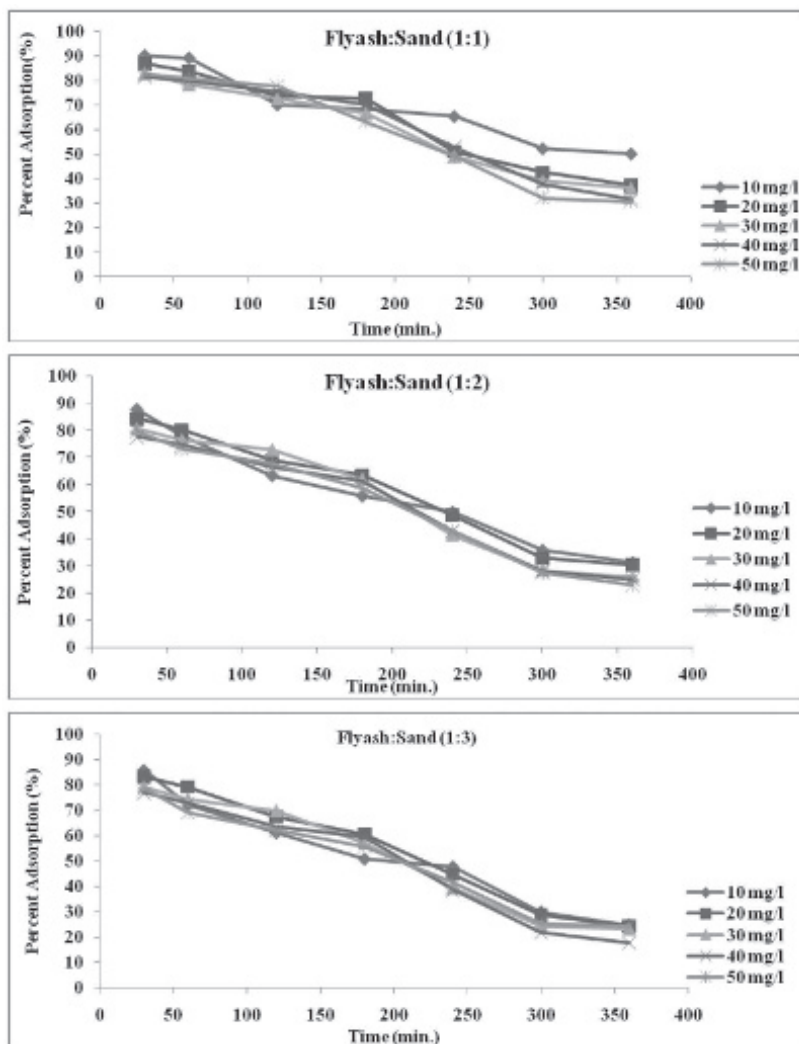 Flyash:Sand (1:1)
Percent Adsorption(%)
100
90
80
70
60
50
40
30
20
10
0
0 50 100 150 200 250 300 350 400
Time (min.)
10 mg/l
20 mg/l
30 mg/l
40 mg/l
50 mg/l
Flyash:Sand (1:2)
Percent Adsorption (%)
100
90
80
70
60
50
40
30
20
10
0
0 50 100 150 200 250 300 350 400
Time (min.)
10 mg/l
20 mg/l
30 mg/l
40 mg/l
50 mg/l
Flyash:Sand (1:3)
Percent Adsorption (%)
100
90
80
70
60
50
40
30
20
10
0
0 50 100 150 200 250 300 350 400
Time (min.)
10 mg/l
20 mg/l
30 mg/l
40 mg/l
50 mg/l